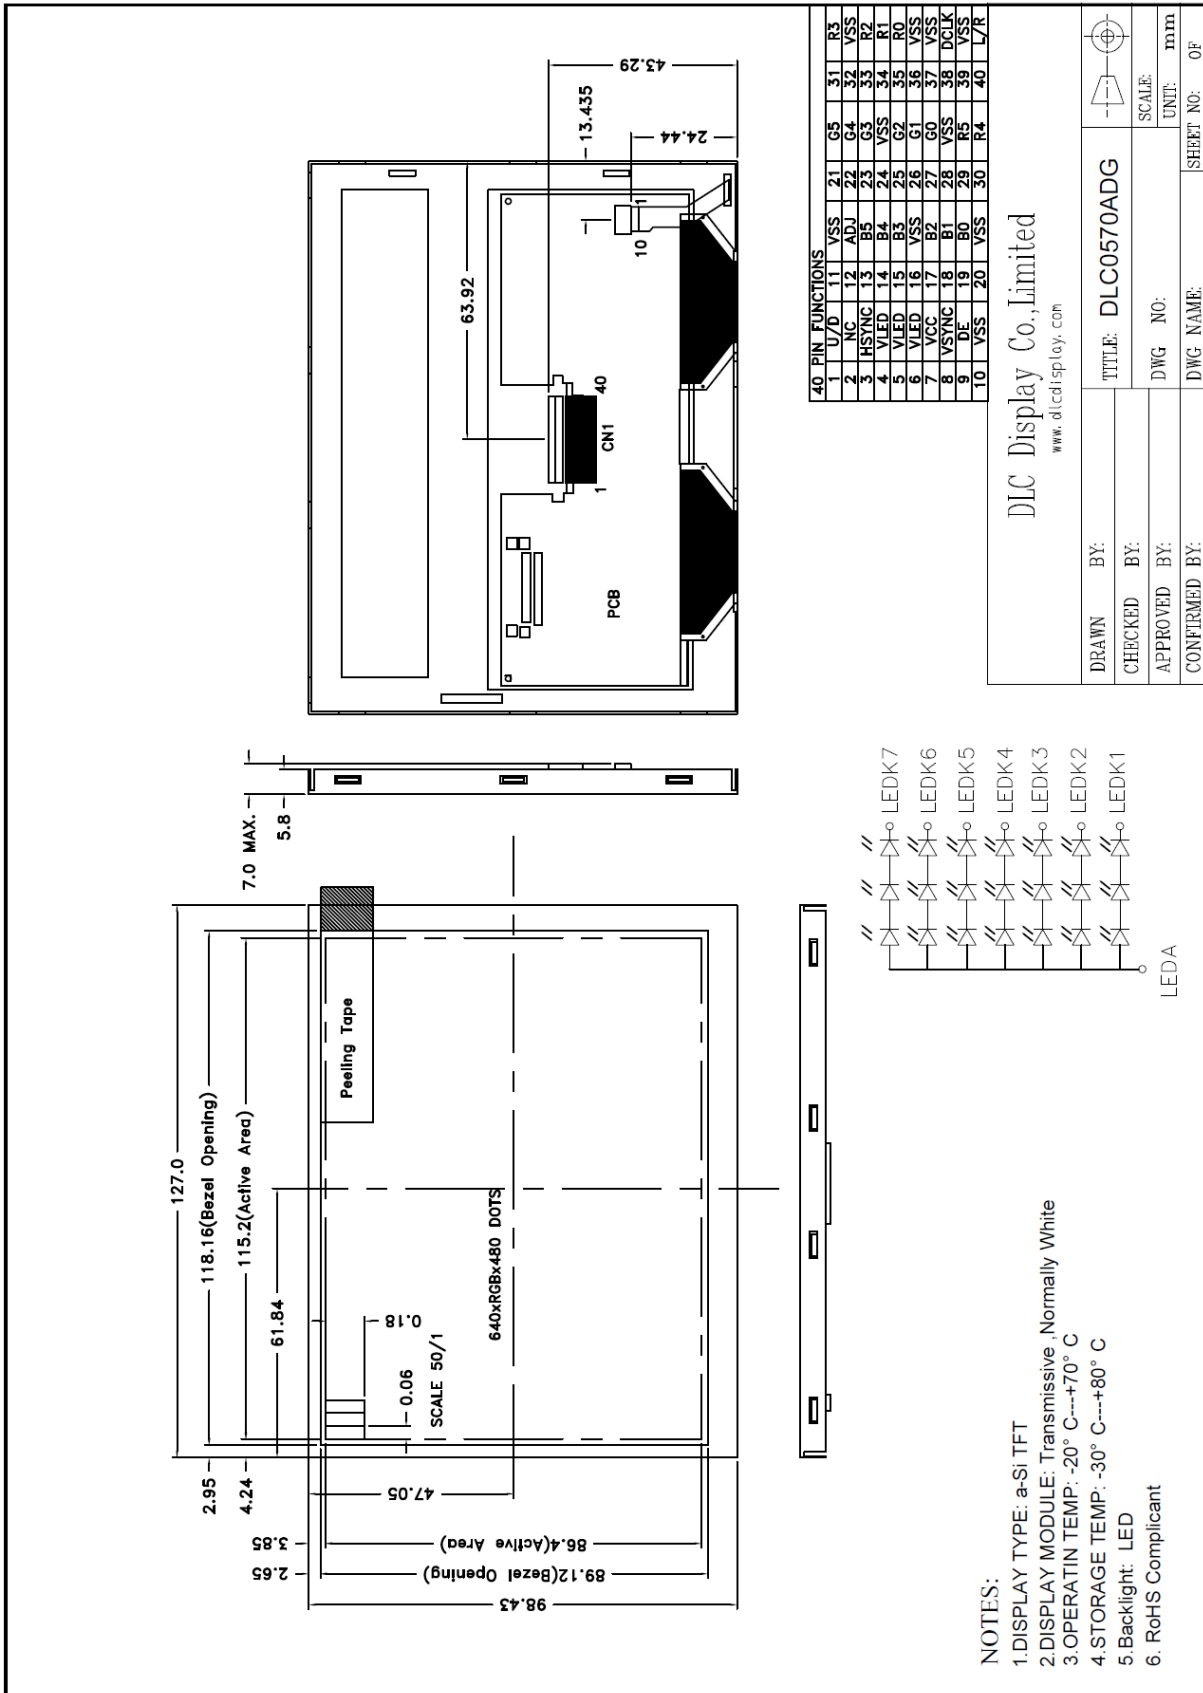 127.0
118.16(Bezel Opening)
115.2(Active Area)
61.84
2.95
4.24
0.06
SCALE 50/1
0.18
Peeling Tape
640xRGBx480 DOTS
47.05
86.4(Active Area)
3.85
89.12(Bezel Opening)
2.65
98.43
7.0 MAX.
5.8
63.92
13.435
43.29
24.44
10 1
1 CN1 40
PCB
40 PIN FUNCTIONS
1 U/D 11 VSS 21 G5 31 R3
2 NC 12 ADJ 22 G4 32 VSS
3 HSYNC 13 B5 23 G3 33 R2
4 VLED 14 B4 24 VSS 34 R1
5 VLED 15 B3 25 G2 35 R0
6 VLED 16 VSS 26 G1 36 VSS
7 VCC 17 B2 27 G0 37 VSS
8 VSYNC 18 B1 28 VSS 38 DCLK
9 DE 19 B0 29 R5 39 VSS
10 VSS 20 VSS 30 R4 40 L/R
LEDK7
LEDK6
LEDK5
LEDK4
LEDK3
LEDK2
LEDK1
LEDA
NOTES:
1.DISPLAY TYPE: a-Si TFT
2.DISPLAY MODULE: Transmissive ,Normally White
3.OPERATIN TEMP: -20° C---+70° C
4.STORAGE TEMP: -30° C---+80° C
5.Backlight: LED
6. RoHS Complicant
DLC Display Co.,Limited
www.dlcdisplay.com
DRAWN BY:
CHECKED BY:
APPROVED BY:
CONFIRMED BY:
TITLE: DLC0570ADG
DWG NO:
DWG NAME:
SCALE:
UNIT: mm
SHEET NO: OF